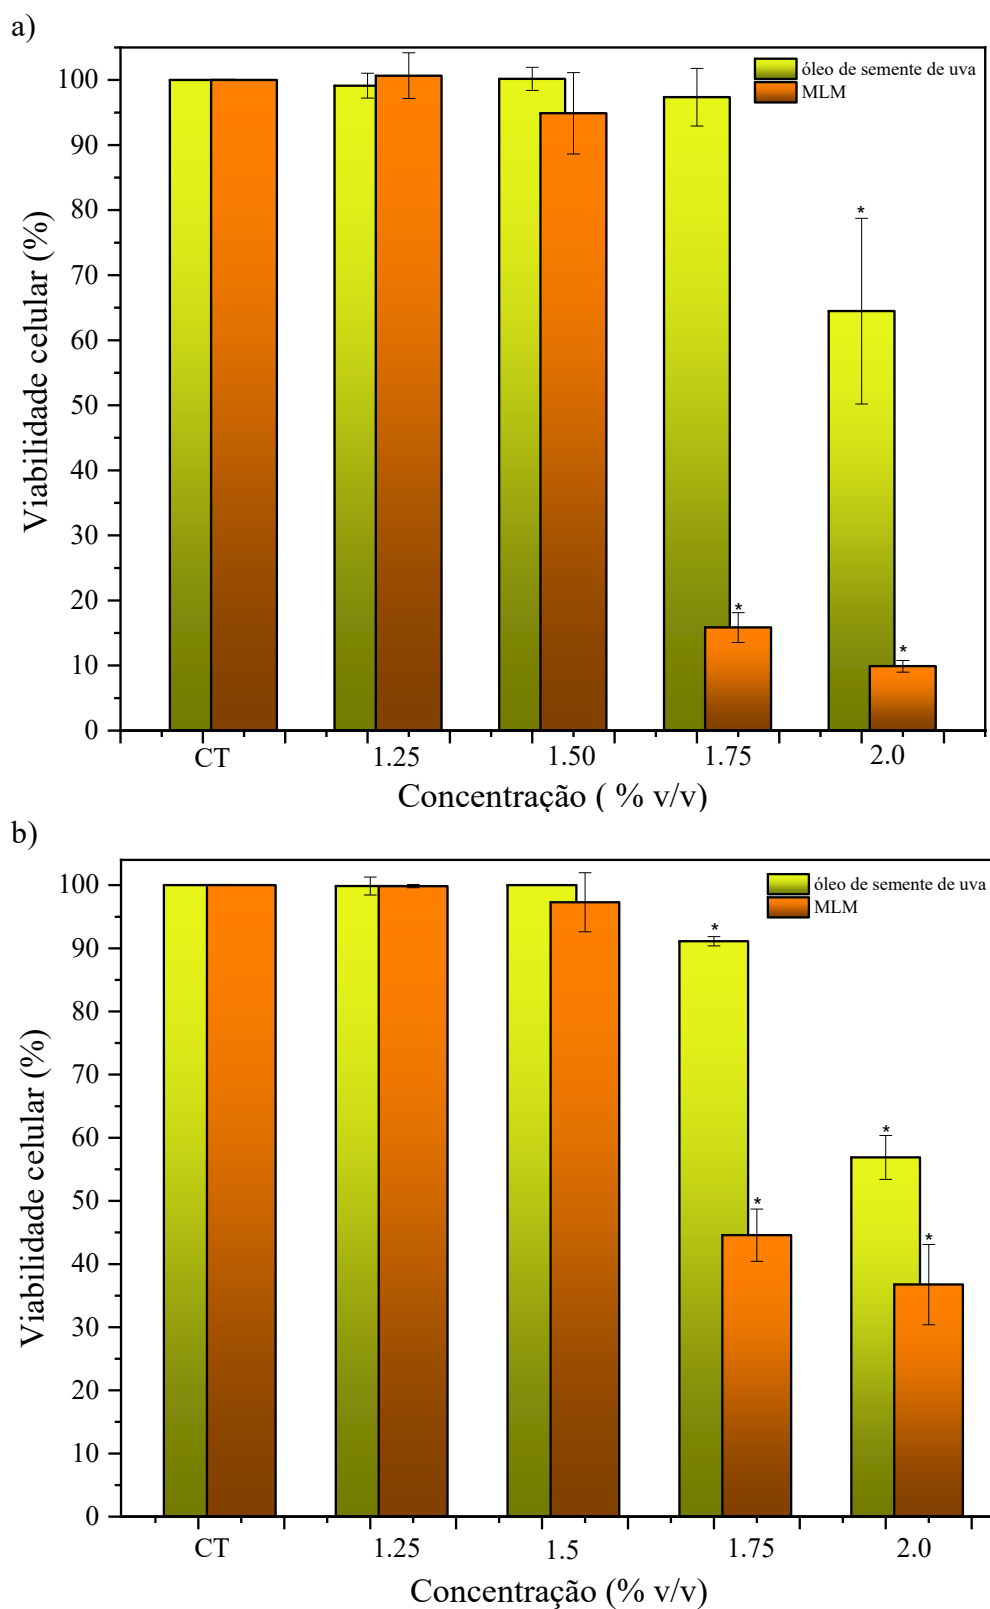 a)
óleo de semente de uva
MLM
100
90
80
70
60
50
40
30
20
10
0
Viabilidade celular (%)
*
*
*
CT 1.25 1.50 1.75 2.0
Concentração ( % v/v)
b)
óleo de semente de uva
MLM
100
90
80
70
60
50
40
30
20
10
0
Viabilidade celular (%)
*
*
*
*
CT 1.25 1.5 1.75 2.0
Concentração (% v/v)